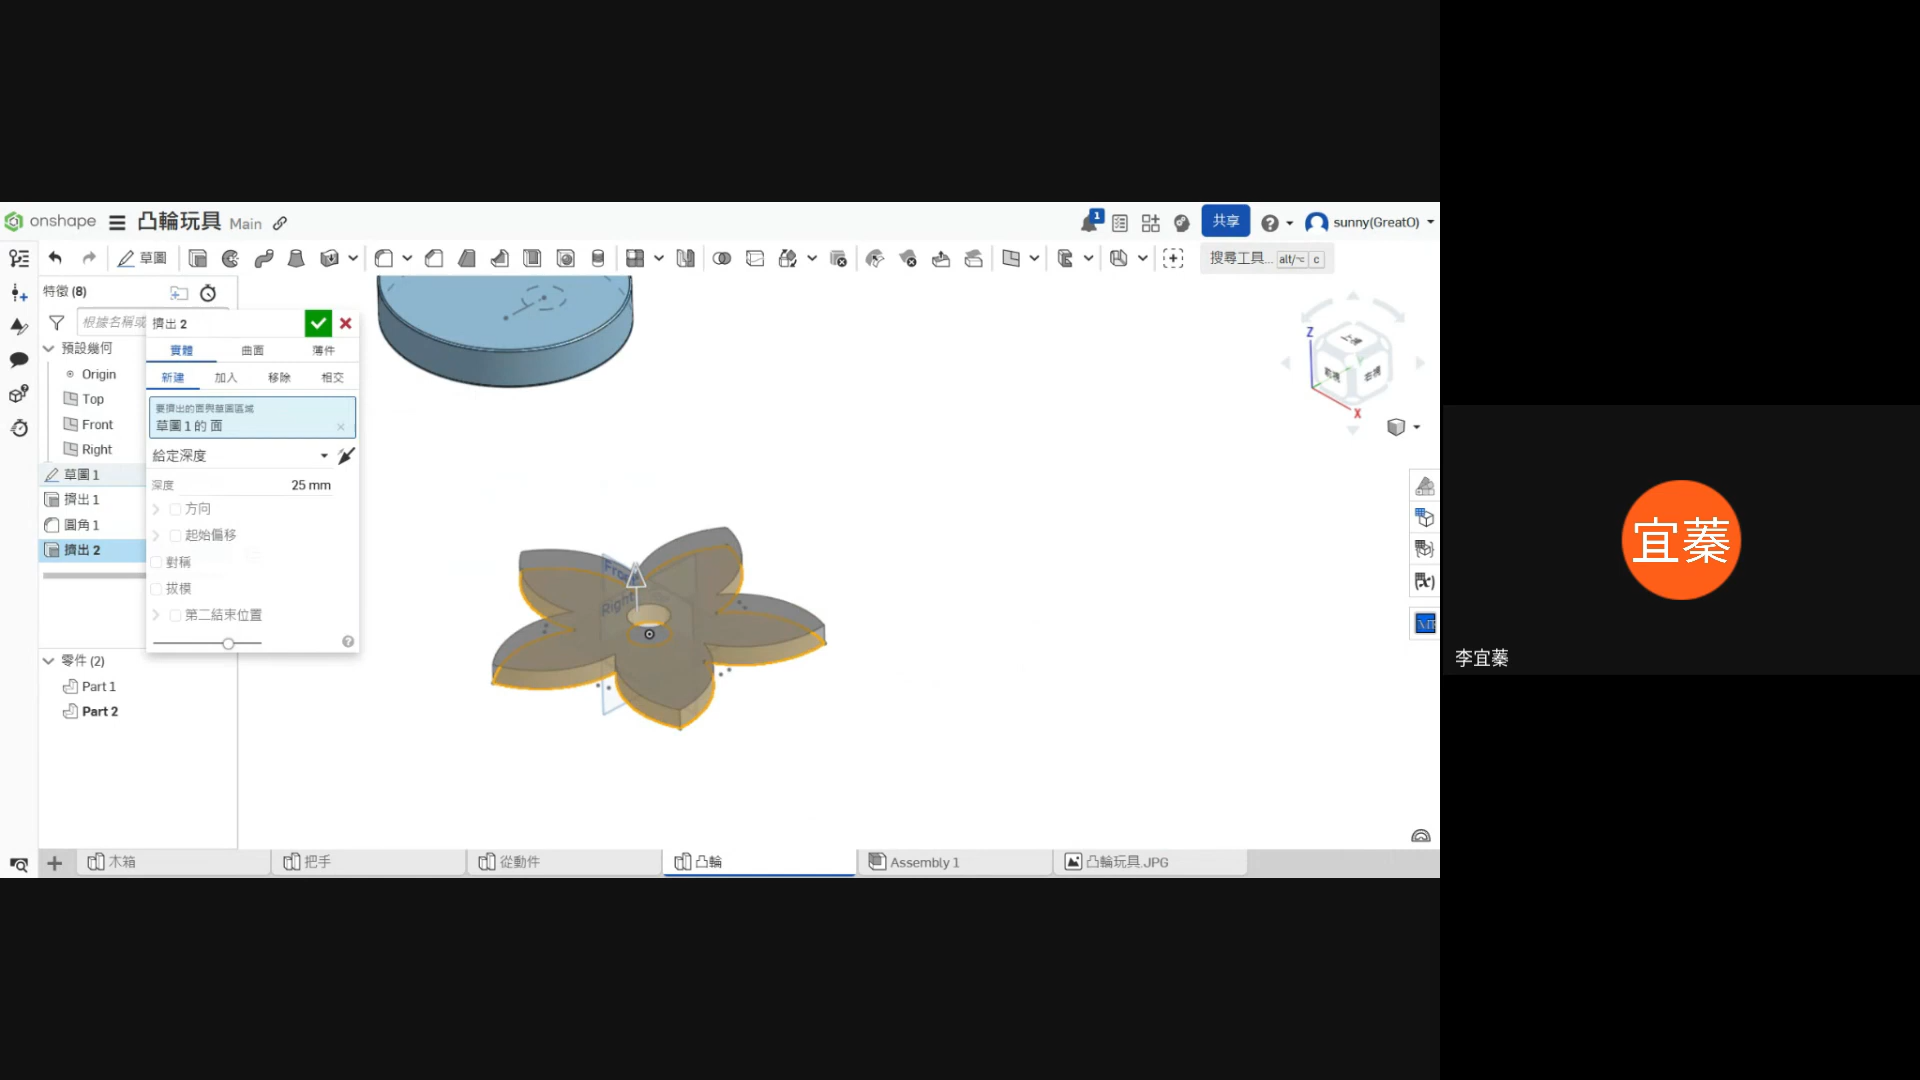 onshape 凸輪玩具 Main
1
共享
sunny(GreatO)
草圖
搜尋工具... alt/⌥ c
特徵 (8)
擠出 2
預設幾何
實體 曲面 薄件
Origin
新建 加入 移除 相交
Top
要擠出的面與草圖區域
Front
草圖 1 的 面
Right
給定深度
草圖 1
深度 25 mm
擠出 1
方向
圓角 1
起始偏移
擠出 2
對稱
拔模
第二結束位置
零件 (2)
Part 1
Part 2
Right
Z
X
右視
木箱
把手
從動件
凸輪
Assembly 1
凸輪玩具.JPG
宜蓁
李宜蓁